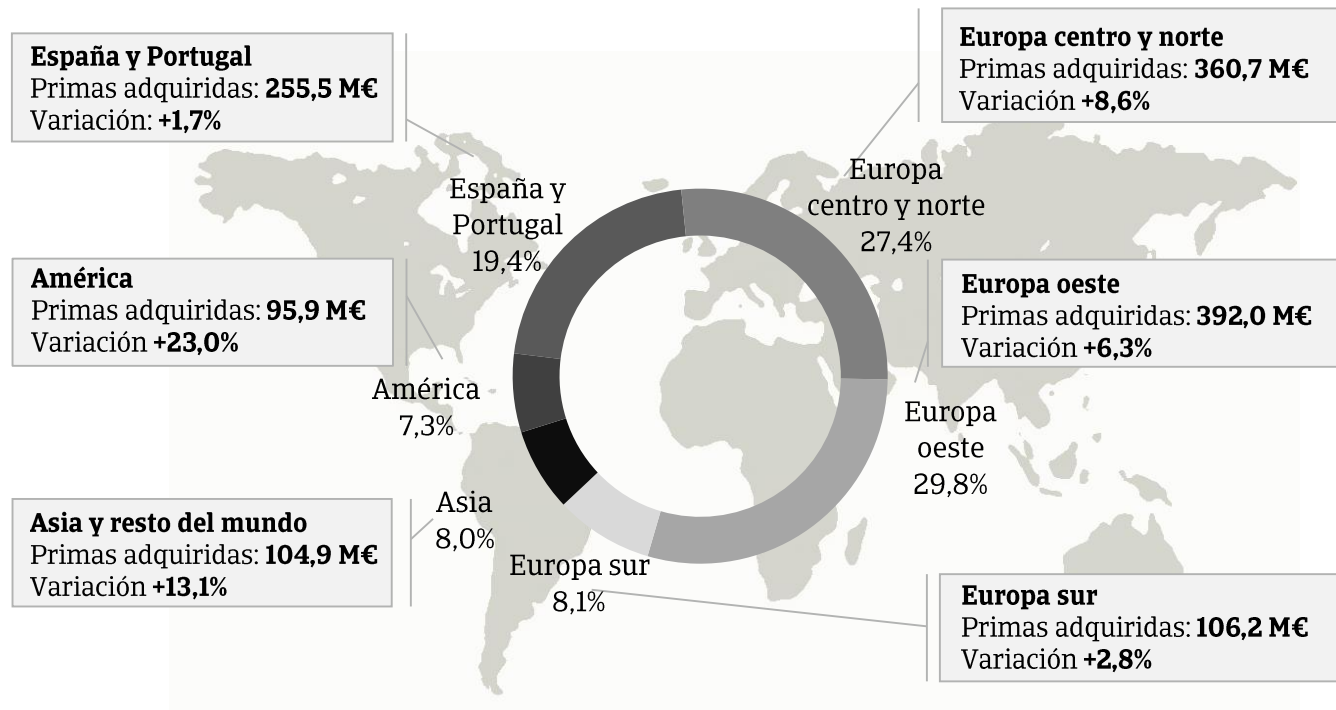 España y Portugal
Primas adquiridas: 255,5 M€
Variación: +1,7%
Europa centro y norte
Primas adquiridas: 360,7 M€
Variación +8,6%
España y
Portugal
19,4%
Europa
centro y norte
27,4%
América
Primas adquiridas: 95,9 M€
Variación +23,0%
Europa oeste
Primas adquiridas: 392,0 M€
Variación +6,3%
América
7,3%
Europa
oeste
29,8%
Asia y resto del mundo
Primas adquiridas: 104,9 M€
Variación +13,1%
Asia
8,0%
Europa sur
8,1%
Europa sur
Primas adquiridas: 106,2 M€
Variación +2,8%